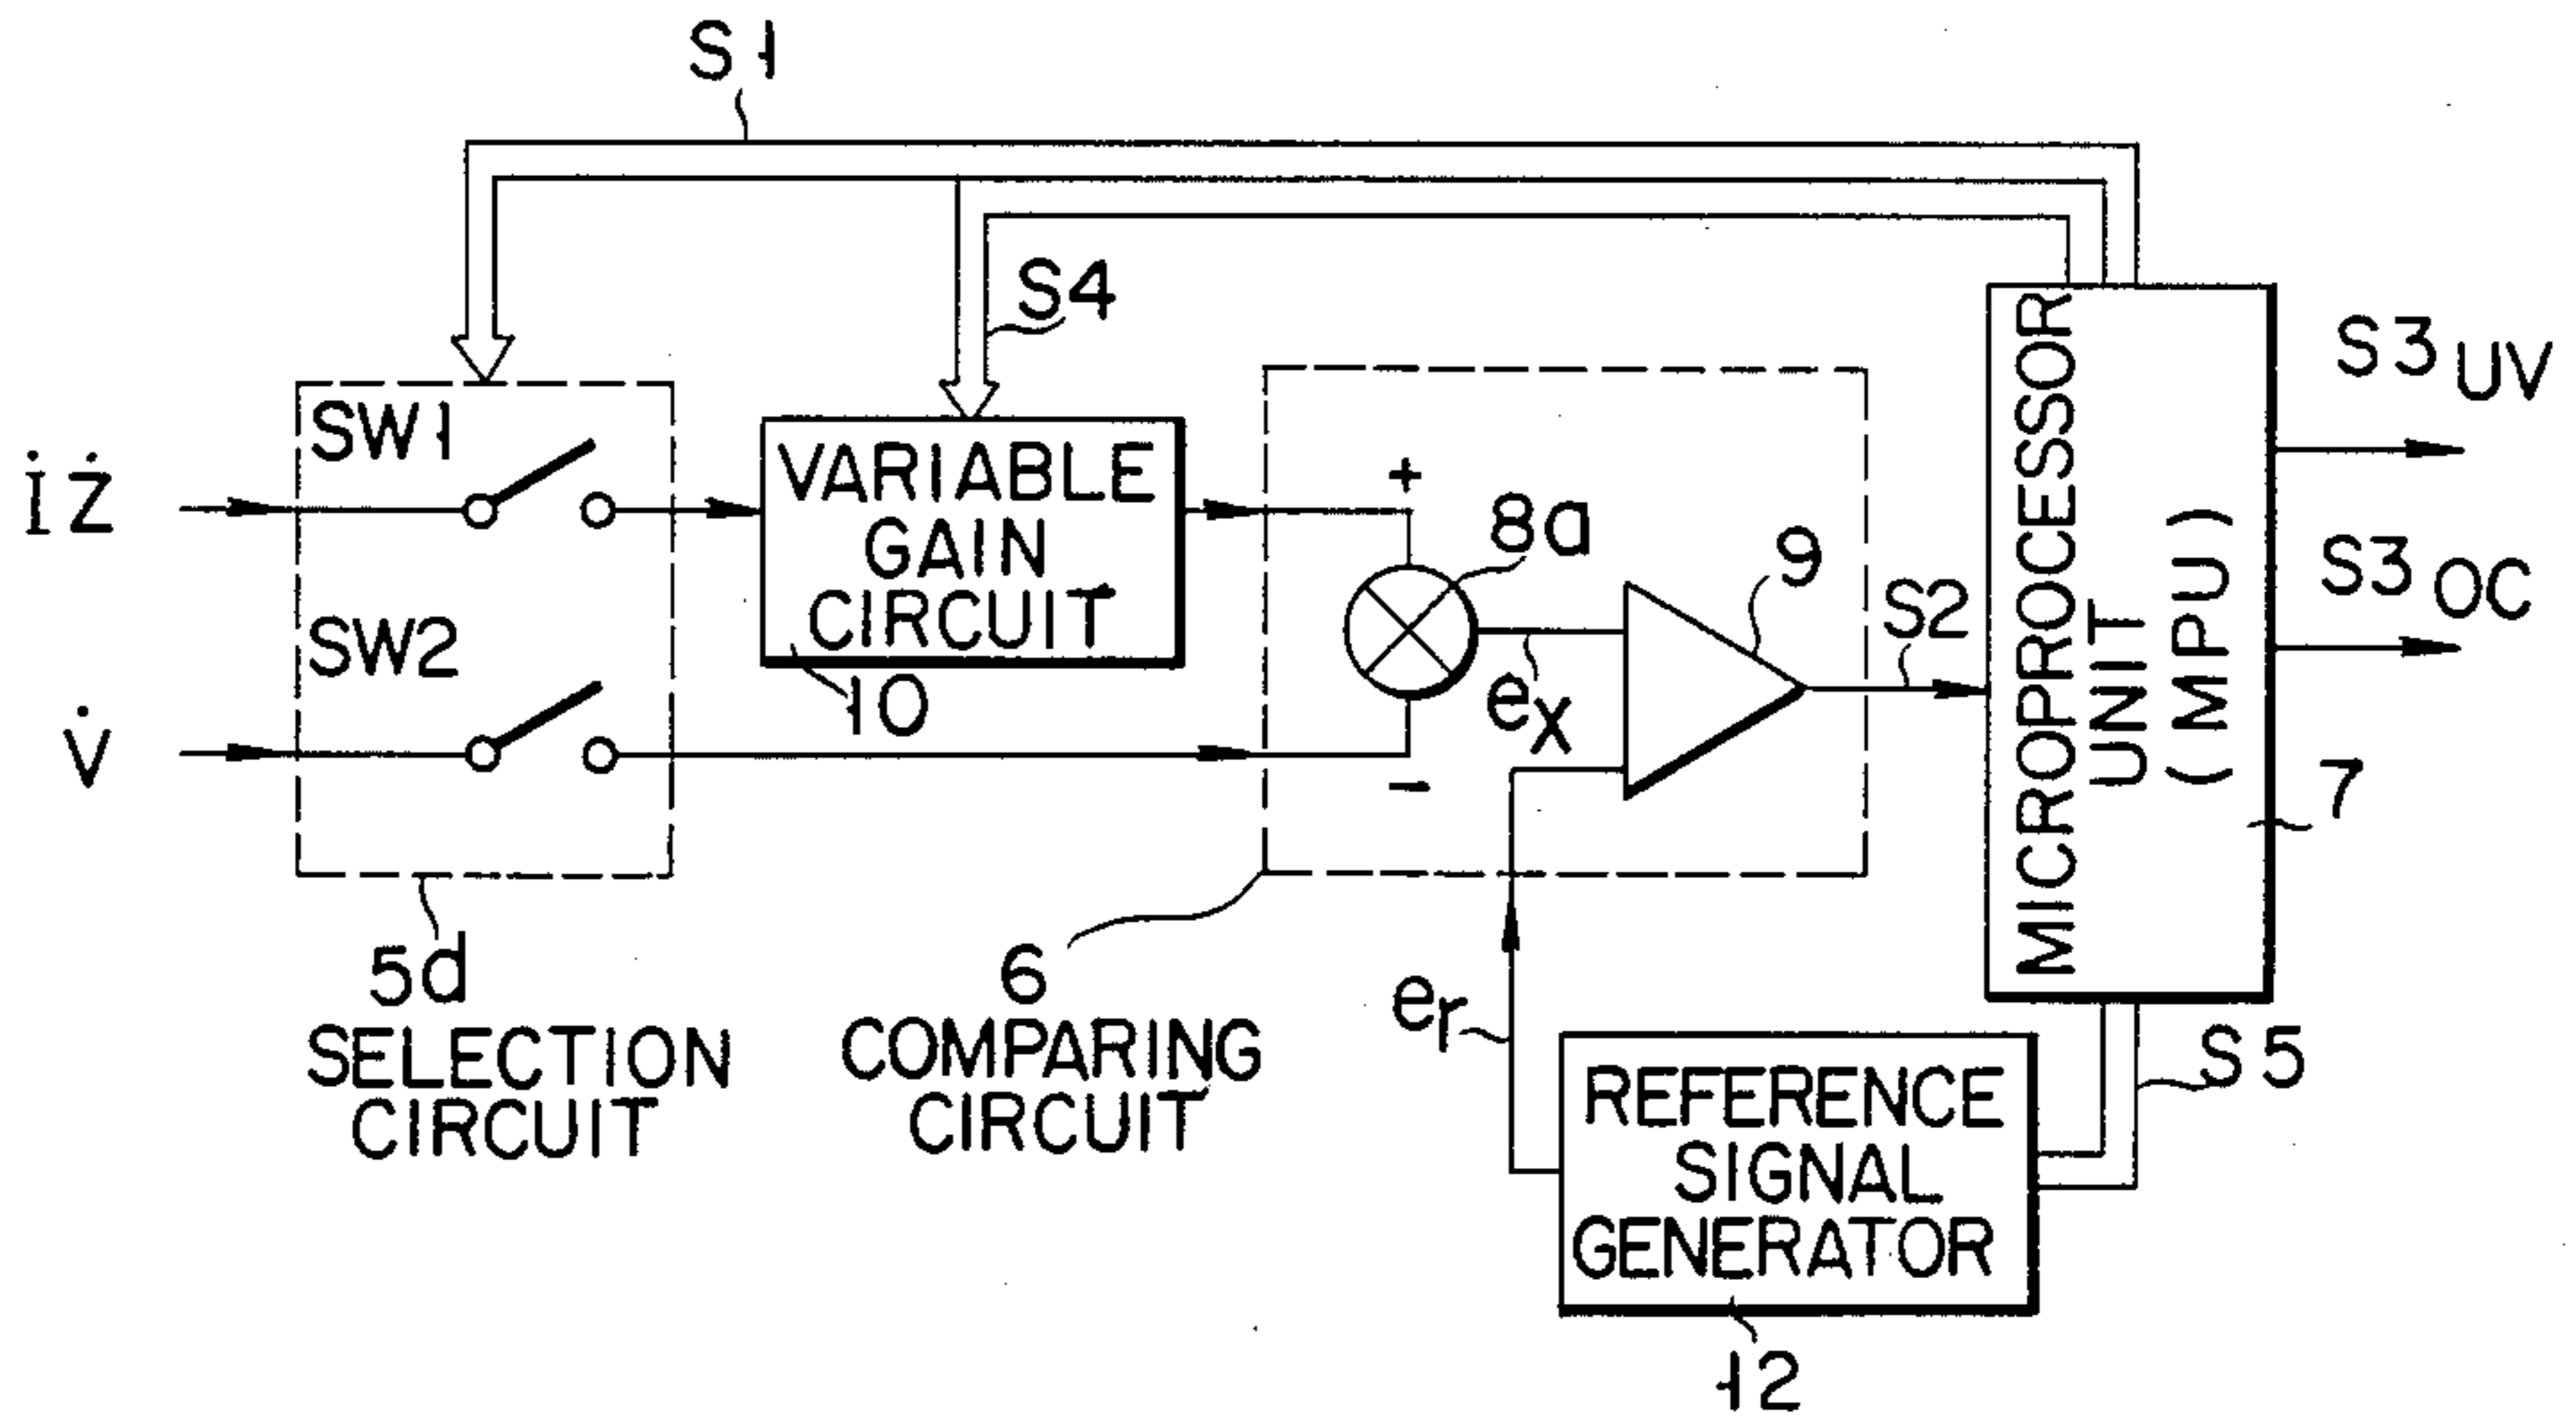 S1
S4
SW1
İ Ż
VARIABLE
GAIN
CIRCUIT
10
SW2
V̇
+
8a
9
eX
−
S2
MICROPROCESSOR
UNIT
(MPU)
S3 UV
S3 OC
7
5d
SELECTION
CIRCUIT
6
COMPARING
CIRCUIT
er
REFERENCE
SIGNAL
GENERATOR
S5
12